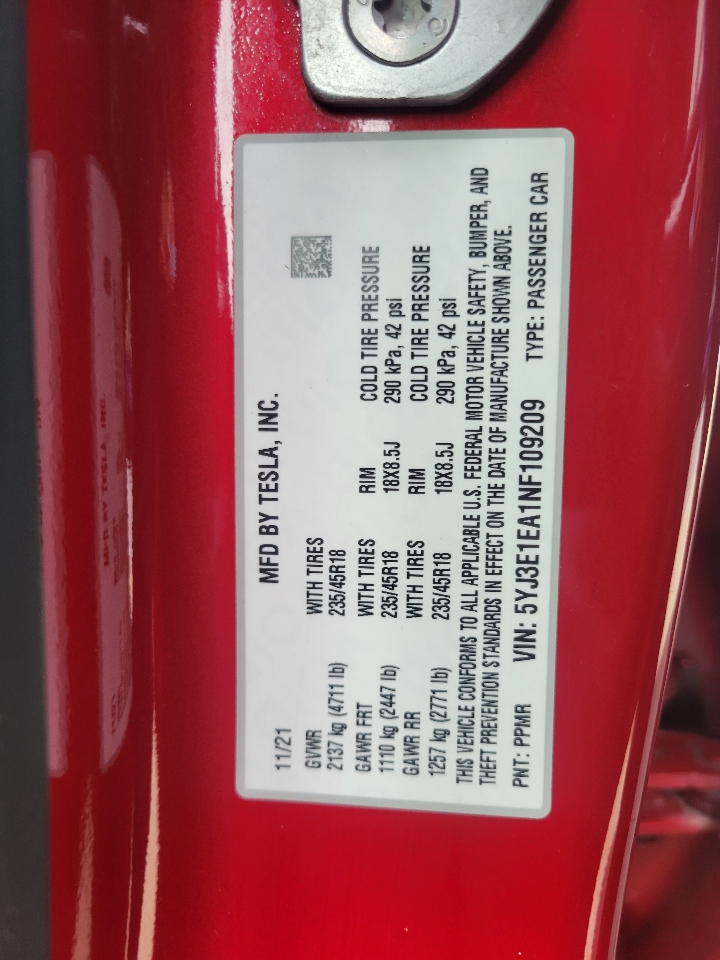 MFD BY TESLA, INC.
11/21
GVWR WITH TIRES
2137 kg (4711 lb) 235/45R18
GAWR FRT WITH TIRES RIM COLD TIRE PRESSURE
1110 kg (2447 lb) 235/45R18 18X8.5J 290 kPa, 42 psi
GAWR RR WITH TIRES RIM COLD TIRE PRESSURE
1257 kg (2771 lb) 235/45R18 18X8.5J 290 kPa, 42 psi
THIS VEHICLE CONFORMS TO ALL APPLICABLE U.S. FEDERAL MOTOR VEHICLE SAFETY, BUMPER, AND
THEFT PREVENTION STANDARDS IN EFFECT ON THE DATE OF MANUFACTURE SHOWN ABOVE.
PNT: PPMR VIN: 5YJ3E1EA1NF109209 TYPE: PASSENGER CAR